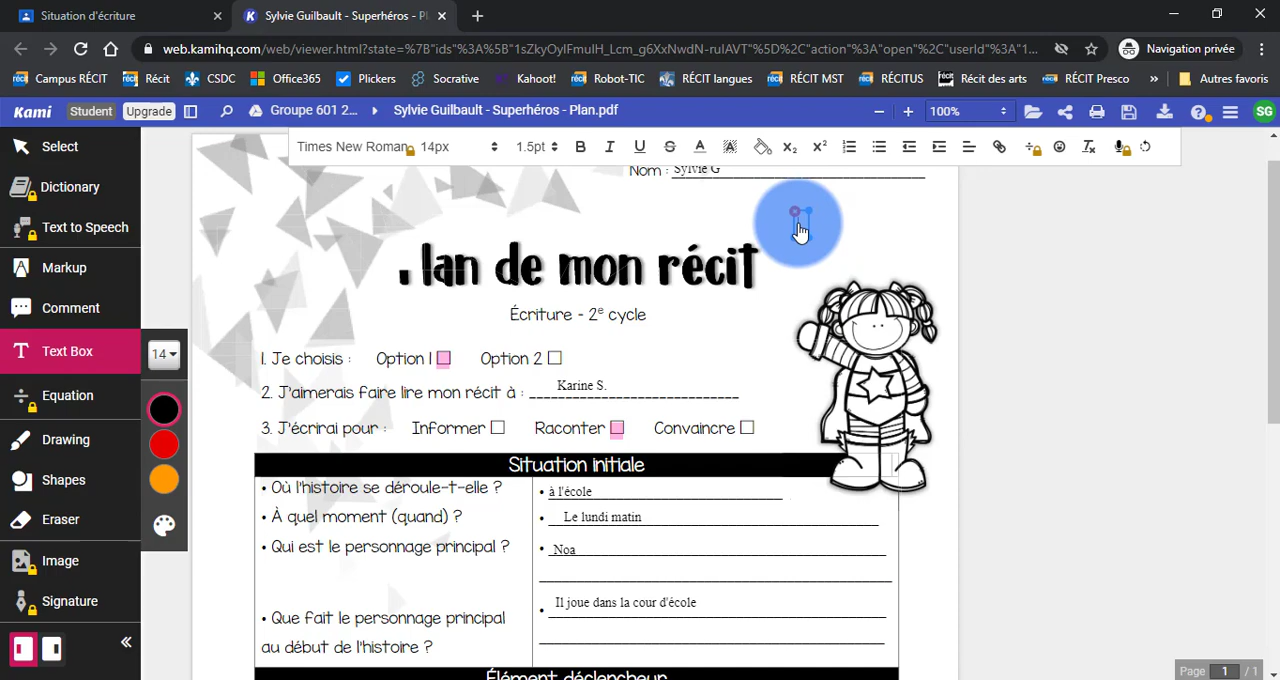 Situation d'écriture
Sylvie Guilbault - Superhéros - Pl
web.kamihq.com/web/viewer.html?state=%7B"ids"%3A%5B"1sZkyOylFmulH_Lcm_g6XxNwdN-rulAVT"%5D%2C"action"%3A"open"%2C"userId"%3A"1...
Navigation privée
Campus RÉCIT
Récit
CSDC
Office365
Plickers
Socrative
Kahoot!
Robot-TIC
RÉCIT langues
RÉCIT MST
RÉCITUS
Récit des arts
RÉCIT Presco
»
Autres favoris
Kami
Student
Upgrade
Groupe 601 2...
Sylvie Guilbault - Superhéros - Plan.pdf
100%
SG
Times New Roman
14px
1.5pt
B
I
U
S
A
X₂
X²
Select
Dictionary
Text to Speech
Markup
Comment
Text Box
Equation
Drawing
Shapes
Eraser
Image
Signature
14
Nom : Sylvie G
lan de mon récit
Écriture - 2e cycle
1. Je choisis : Option 1 Option 2
2. J'aimerais faire lire mon récit à : Karine S.
3. J'écrirai pour : Informer Raconter Convaincre
Situation initiale
• Où l'histoire se déroule-t-elle ?
• à l'école
• À quel moment (quand) ?
• Le lundi matin
• Qui est le personnage principal ?
• Noa
• Que fait le personnage principal
au début de l'histoire ?
• Il joue dans la cour d'école
Élément déclencheur
Page 1 / 1